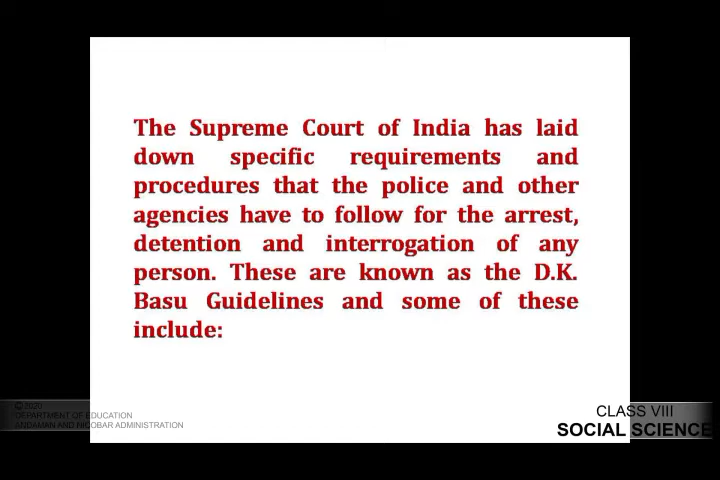 The Supreme Court of India has laid
down specific requirements and
procedures that the police and other
agencies have to follow for the arrest,
detention and interrogation of any
person. These are known as the D.K.
Basu Guidelines and some of these
include:
©2020
DEPARTMENT OF EDUCATION
ANDAMAN AND NICOBAR ADMINISTRATION
CLASS VIII
SOCIAL SCIENCE